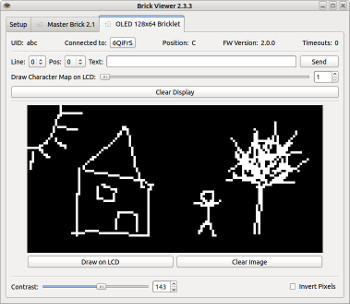 Brick Viewer 2.3.3
Setup Master Brick 2.1 OLED 128x64 Bricklet
UID: abc Connected to: 6QiFrS Position: C FW Version: 2.0.0 Timeouts: 0
Line: 0 Pos: 0 Text: Send
Draw Character Map on LCD: 1
Clear Display
Draw on LCD Clear Image
Contrast: 143 Invert Pixels